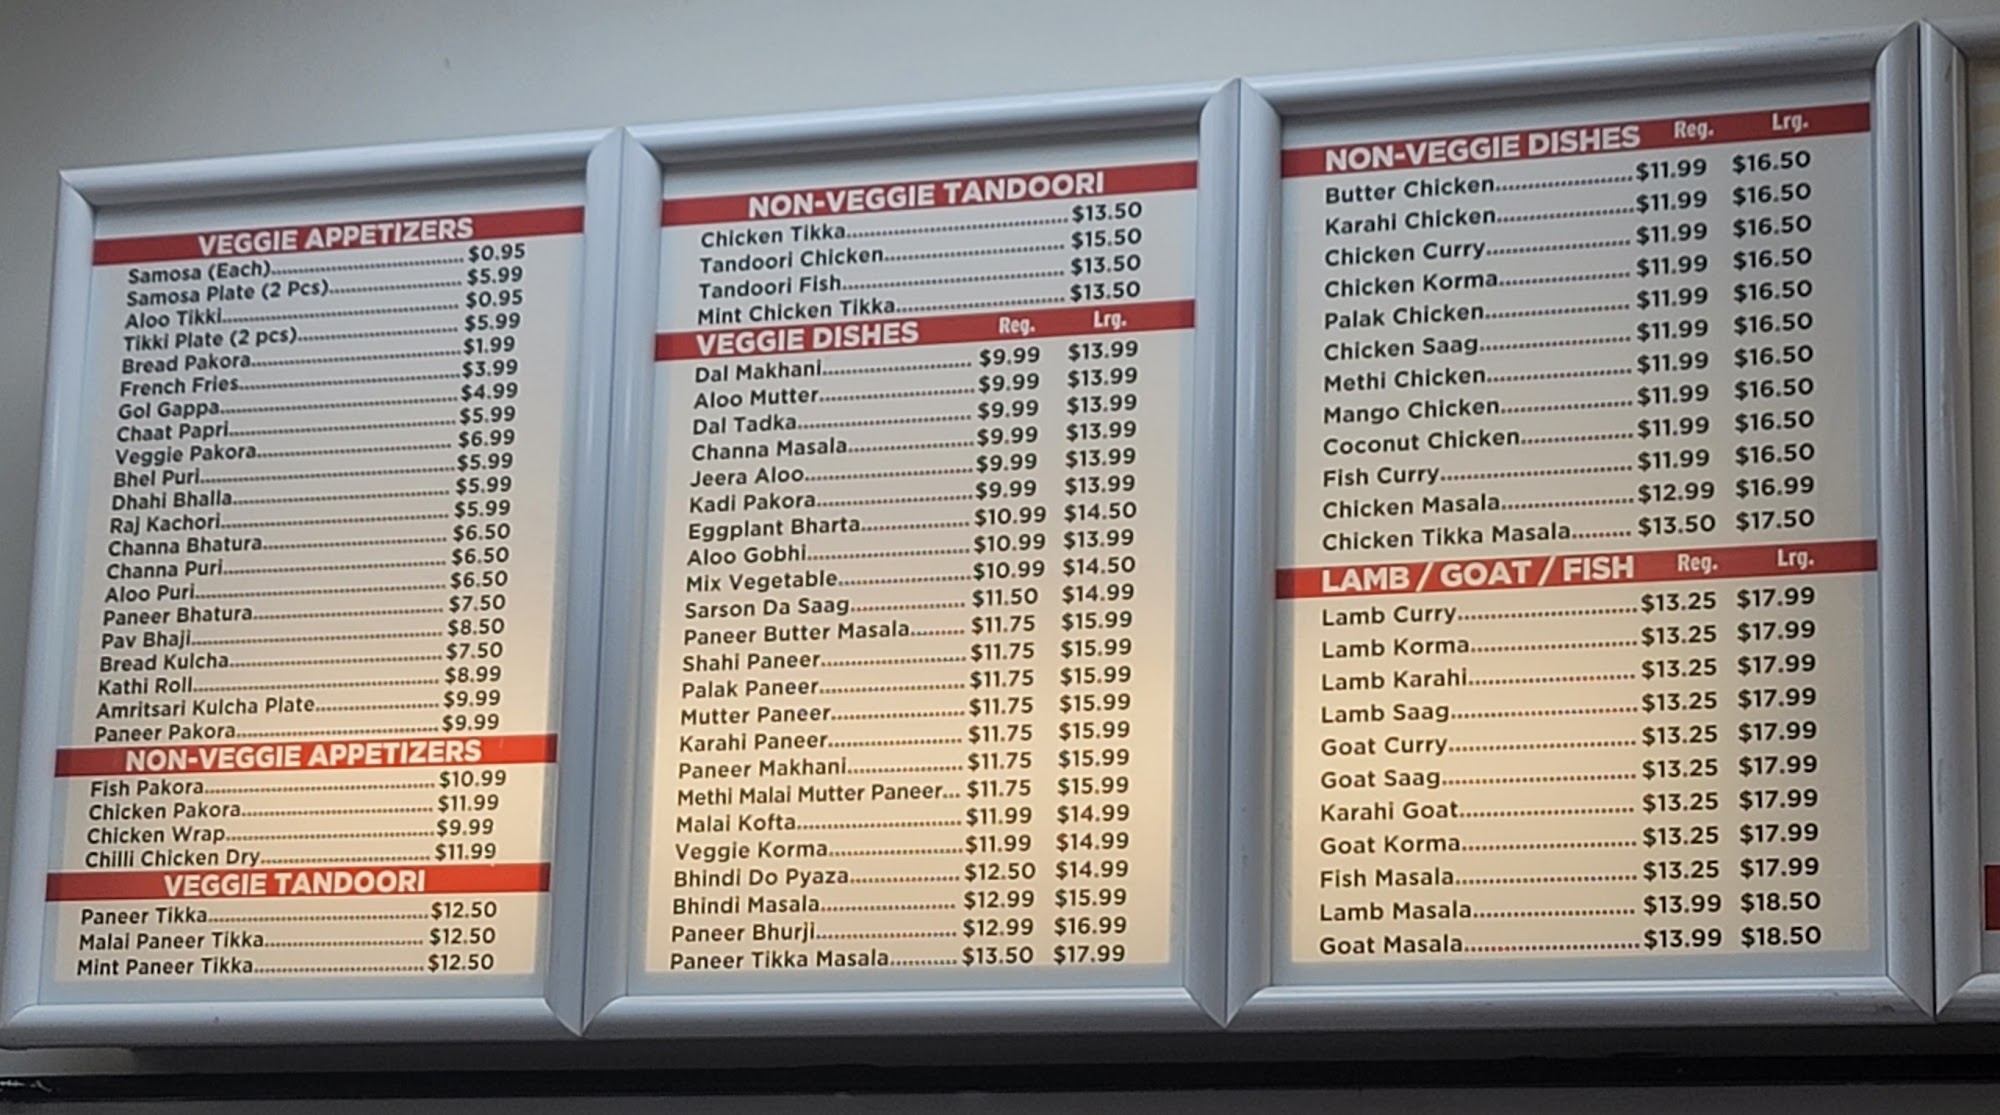 VEGGIE APPETIZERS
Samosa (Each) $0.95
Samosa Plate (2 Pcs) $5.99
Aloo Tikki $0.95
Tikki Plate (2 pcs) $5.99
Bread Pakora $1.99
French Fries $3.99
Gol Gappa $4.99
Chaat Papri $5.99
Veggie Pakora $6.99
Bhel Puri $5.99
Dhahi Bhalla $5.99
Raj Kachori $5.99
Channa Bhatura $6.50
Channa Puri $6.50
Aloo Puri $6.50
Paneer Bhatura $7.50
Pav Bhaji $8.50
Bread Kulcha $7.50
Kathi Roll $8.99
Amritsari Kulcha Plate $9.99
Paneer Pakora $9.99
NON-VEGGIE APPETIZERS
Fish Pakora $10.99
Chicken Pakora $11.99
Chicken Wrap $9.99
Chilli Chicken Dry $11.99
VEGGIE TANDOORI
Paneer Tikka $12.50
Malai Paneer Tikka $12.50
Mint Paneer Tikka $12.50
NON-VEGGIE TANDOORI
Chicken Tikka $13.50
Tandoori Chicken $15.50
Tandoori Fish $13.50
Mint Chicken Tikka $13.50
VEGGIE DISHES Reg. Lrg.
Dal Makhani $9.99 $13.99
Aloo Mutter $9.99 $13.99
Dal Tadka $9.99 $13.99
Channa Masala $9.99 $13.99
Jeera Aloo $9.99 $13.99
Kadi Pakora $9.99 $13.99
Eggplant Bharta $10.99 $14.50
Aloo Gobhi $10.99 $13.99
Mix Vegetable $10.99 $14.50
Sarson Da Saag $11.50 $14.99
Paneer Butter Masala $11.75 $15.99
Shahi Paneer $11.75 $15.99
Palak Paneer $11.75 $15.99
Mutter Paneer $11.75 $15.99
Karahi Paneer $11.75 $15.99
Paneer Makhani $11.75 $15.99
Methi Malai Mutter Paneer... $11.75 $15.99
Malai Kofta $11.99 $14.99
Veggie Korma $11.99 $14.99
Bhindi Do Pyaza $12.50 $14.99
Bhindi Masala $12.99 $15.99
Paneer Bhurji $12.99 $16.99
Paneer Tikka Masala $13.50 $17.99
NON-VEGGIE DISHES Reg. Lrg.
Butter Chicken $11.99 $16.50
Karahi Chicken $11.99 $16.50
Chicken Curry $11.99 $16.50
Chicken Korma $11.99 $16.50
Palak Chicken $11.99 $16.50
Chicken Saag $11.99 $16.50
Methi Chicken $11.99 $16.50
Mango Chicken $11.99 $16.50
Coconut Chicken $11.99 $16.50
Fish Curry $11.99 $16.50
Chicken Masala $12.99 $16.99
Chicken Tikka Masala $13.50 $17.50
LAMB / GOAT / FISH Reg. Lrg.
Lamb Curry $13.25 $17.99
Lamb Korma $13.25 $17.99
Lamb Karahi $13.25 $17.99
Lamb Saag $13.25 $17.99
Goat Curry $13.25 $17.99
Goat Saag $13.25 $17.99
Karahi Goat $13.25 $17.99
Goat Korma $13.25 $17.99
Fish Masala $13.25 $17.99
Lamb Masala $13.99 $18.50
Goat Masala $13.99 $18.50